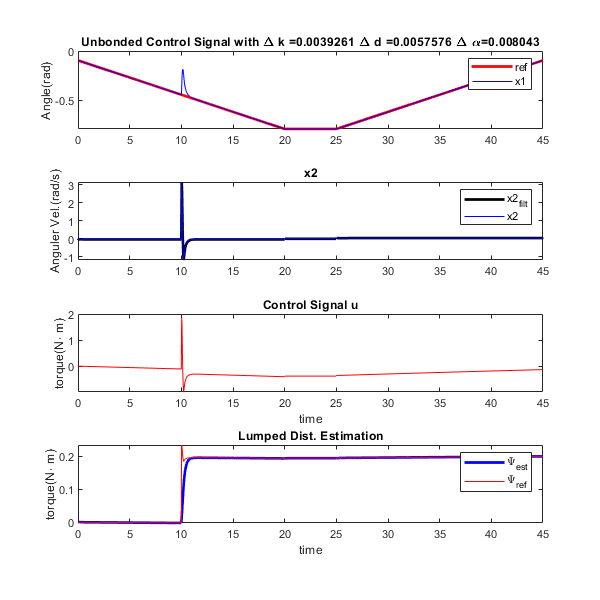 Unbonded Control Signal with Δ k =0.0039261 Δ d =0.0057576 Δ α=0.008043
Angle(rad)
0
-0.5
ref
x1
0 5 10 15 20 25 30 35 40 45
x2
Anguler Vel.(rad/s)
3
2
1
0
-1
x2filt
x2
0 5 10 15 20 25 30 35 40 45
Control Signal u
torque(N· m)
2
1
0
0 5 10 15 20 25 30 35 40 45
time
Lumped Dist. Estimation
torque(N· m)
0.2
0.1
0
Ψest
Ψref
0 5 10 15 20 25 30 35 40 45
time